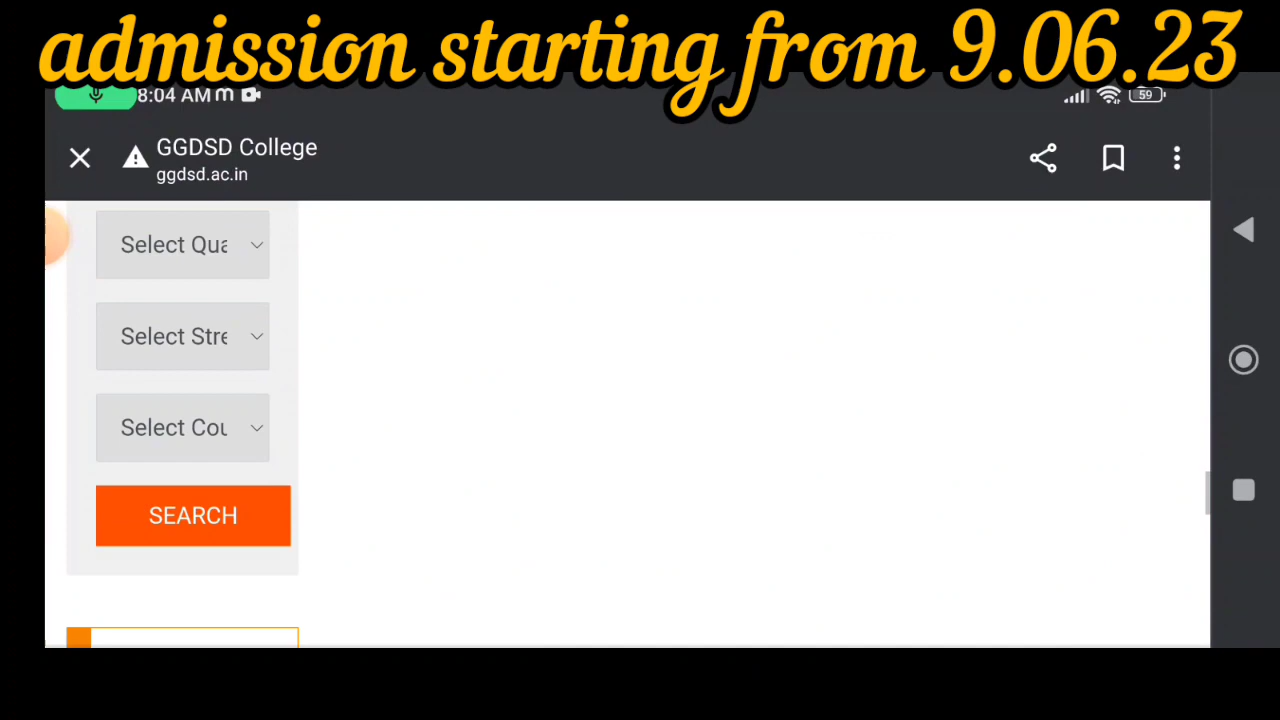 admission starting from 9.06.23
8:04 AM
59
GGDSD College
ggdsd.ac.in
Select Qua
Select Stre
Select Cou
SEARCH